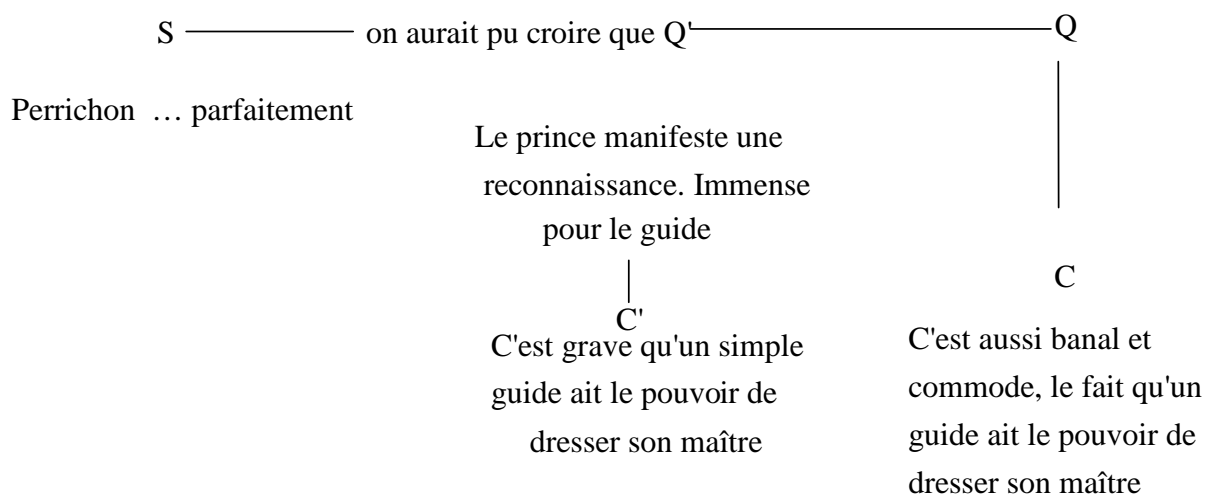 S on aurait pu croire que Q' Q
Perrichon … parfaitement
Le prince manifeste une
reconnaissance. Immense
pour le guide
C'
C'est grave qu'un simple
guide ait le pouvoir de
dresser son maître
C
C'est aussi banal et
commode, le fait qu'un
guide ait le pouvoir de
dresser son maître